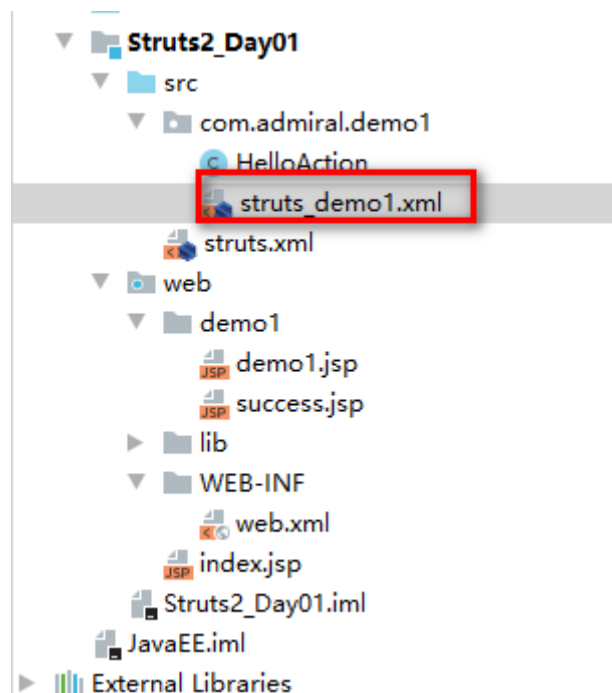 Struts2_Day01
src
com.admiral.demo1
HelloAction
struts_demo1.xml
struts.xml
web
demo1
demo1.jsp
success.jsp
lib
WEB-INF
web.xml
index.jsp
Struts2_Day01.iml
JavaEE.iml
External Libraries